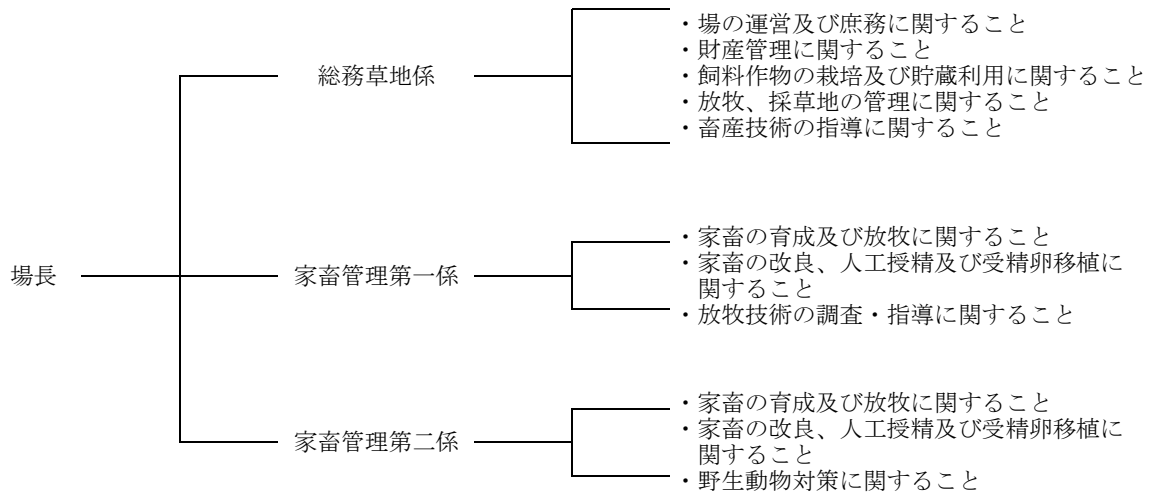 場長
総務草地係
・場の運営及び庶務に関すること
・財産管理に関すること
・飼料作物の栽培及び貯蔵利用に関すること
・放牧、採草地の管理に関すること
・畜産技術の指導に関すること
家畜管理第一係
・家畜の育成及び放牧に関すること
・家畜の改良、人工授精及び受精卵移植に
関すること
・放牧技術の調査・指導に関すること
家畜管理第二係
・家畜の育成及び放牧に関すること
・家畜の改良、人工授精及び受精卵移植に
関すること
・野生動物対策に関すること